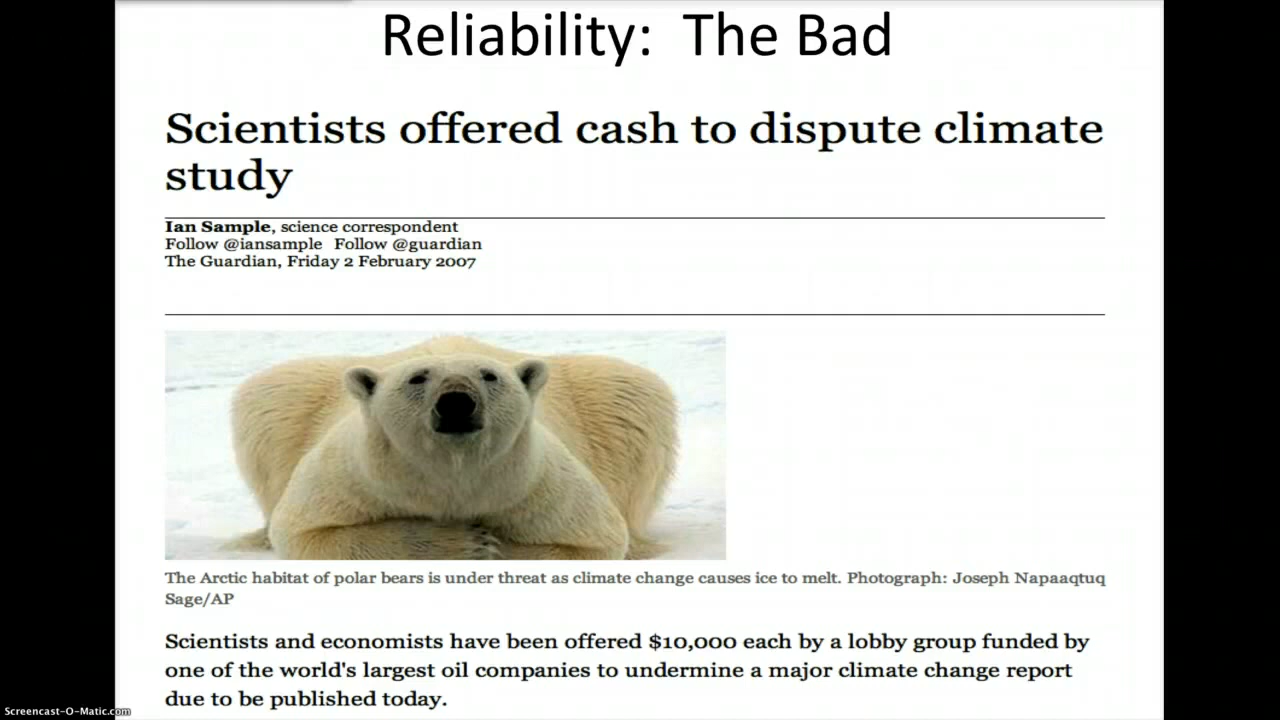 Reliability:  The Bad
Scientists offered cash to dispute climate
study
Ian Sample, science correspondent
Follow @iansample  Follow @guardian
The Guardian, Friday 2 February 2007
The Arctic habitat of polar bears is under threat as climate change causes ice to melt. Photograph: Joseph Napaaqtuq
Sage/AP
Scientists and economists have been offered $10,000 each by a lobby group funded by
one of the world's largest oil companies to undermine a major climate change report
due to be published today.
Screencast-O-Matic.com